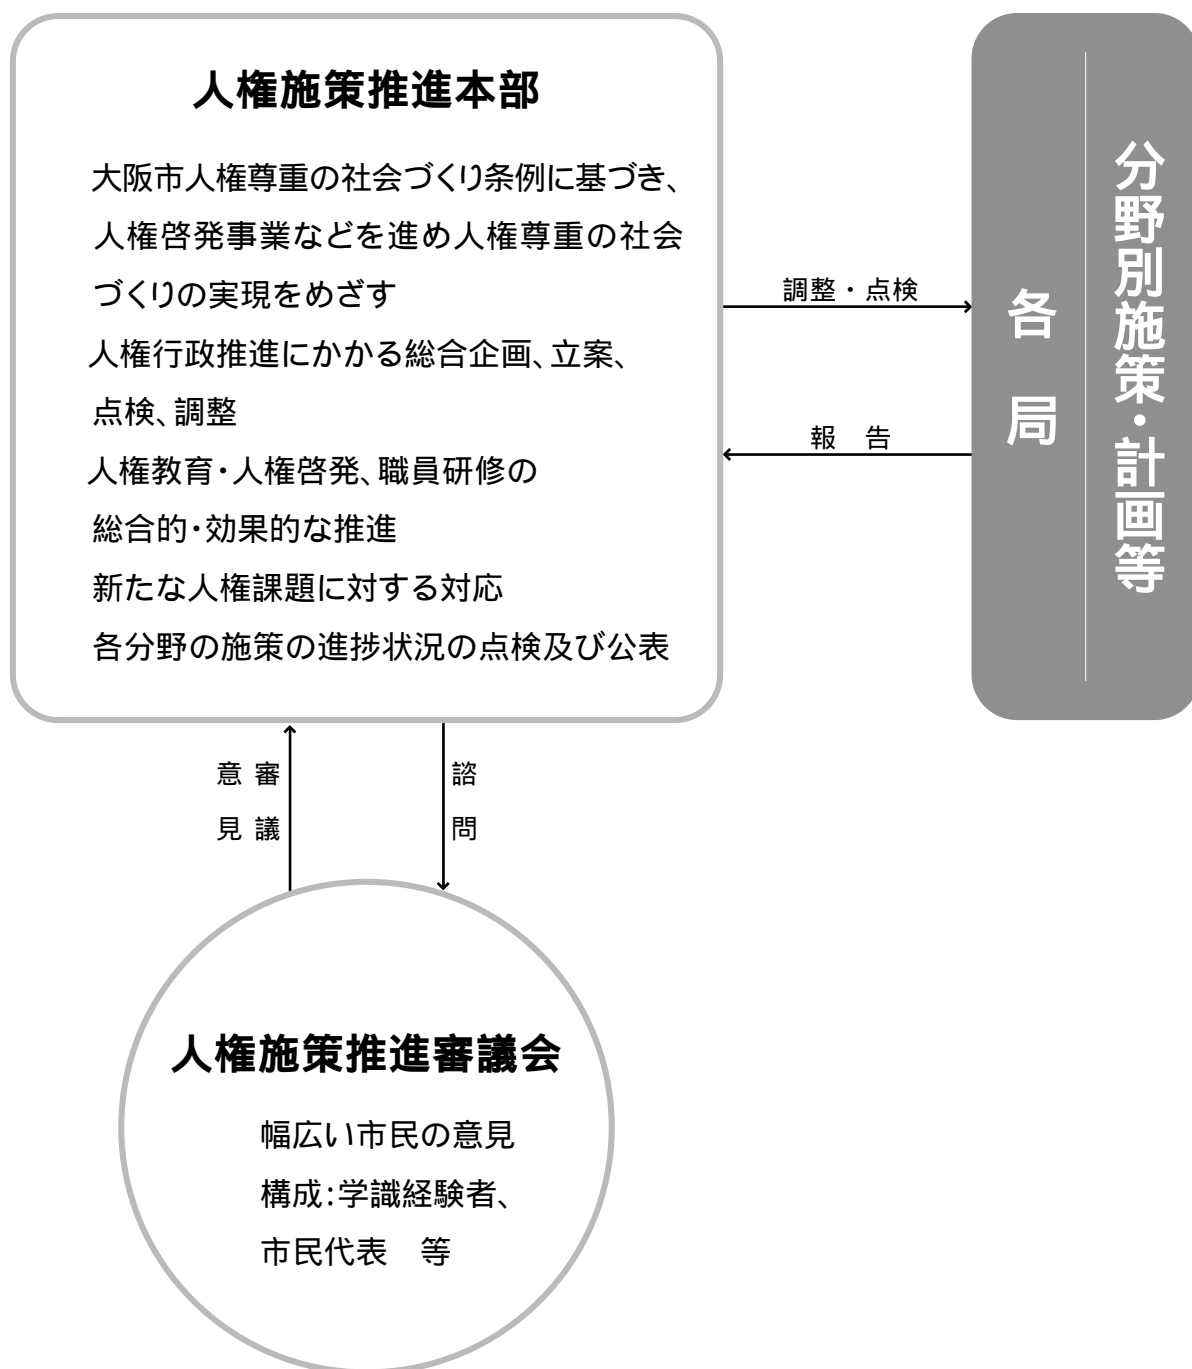 人権施策推進本部
大阪市人権尊重の社会づくり条例に基づき、
人権啓発事業などを進め人権尊重の社会
づくりの実現をめざす
人権行政推進にかかる総合企画、立案、
点検、調整
人権教育・人権啓発、職員研修の
総合的・効果的な推進
新たな人権課題に対する対応
各分野の施策の進捗状況の点検及び公表
調整・点検
報　告
各局
分野別施策・計画等
審議
意見
諮問
人権施策推進審議会
幅広い市民の意見
構成：学識経験者、
市民代表　等